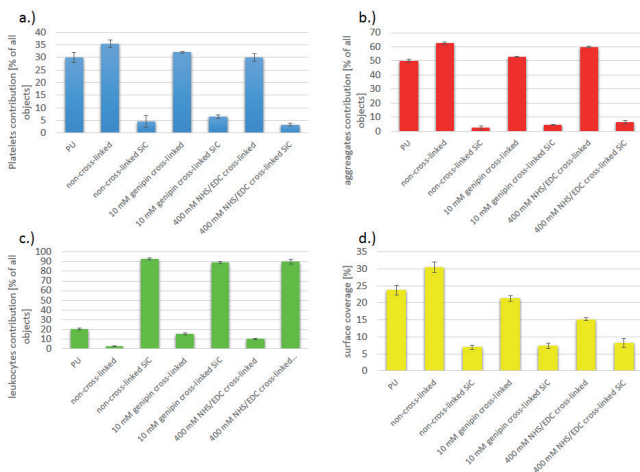 a.)
Platelets contribution [% of all
objects]
40
35
30
25
20
15
10
5
0
PU
non-cross-linked
non-cross-linked SiC
10 mM genipin cross-linked
10 mM genipin cross-linked SiC
400 mM NHS/EDC cross-linked
400 mM NHS/EDC cross-linked SiC
b.)
aggreagates contribution [% of all
objects]
70
60
50
40
30
20
10
0
PU
non-cross-linked
non-cross-linked SiC
10 mM genipin cross-linked
10 mM genipin cross-linked SiC
400 mM NHS/EDC cross-linked
400 mM NHS/EDC cross-linked SiC
c.)
leukocytes contribution [% of all
objects]
100
90
80
70
60
50
40
30
20
10
0
PU
non-cross-linked
non-cross-linked SiC
10 mM genipin cross-linked
10 mM genipin cross-linked SiC
400 mM NHS/EDC cross-linked
400 mM NHS/EDC cross-linked...
d.)
surface coverage [%]
35
30
25
20
15
10
5
0
PU
non-cross-linked
non-cross-linked SiC
10 mM genipin cross-linked
10 mM genipin cross-linked SiC
400 mM NHS/EDC cross-linked
400 mM NHS/EDC cross-linked SiC